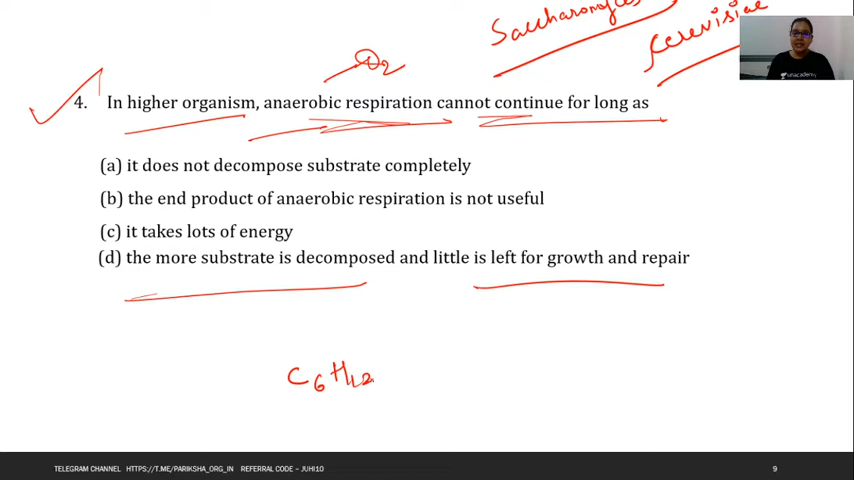 Saccharomyces
cerevisiae
O2
4. In higher organism, anaerobic respiration cannot continue for long as
(a) it does not decompose substrate completely
(b) the end product of anaerobic respiration is not useful
(c) it takes lots of energy
(d) the more substrate is decomposed and little is left for growth and repair
C6H12
unacademy
TELEGRAM CHANNEL HTTPS://T.ME/PARIKSHA_ORG_IN REFERRAL CODE – JUHI10
9